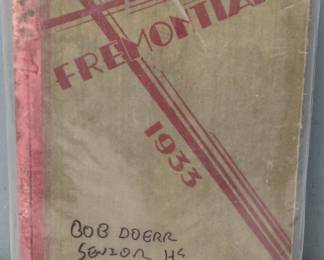 FREMONTIAN
1933
BOB DOERR
SENIOR HS